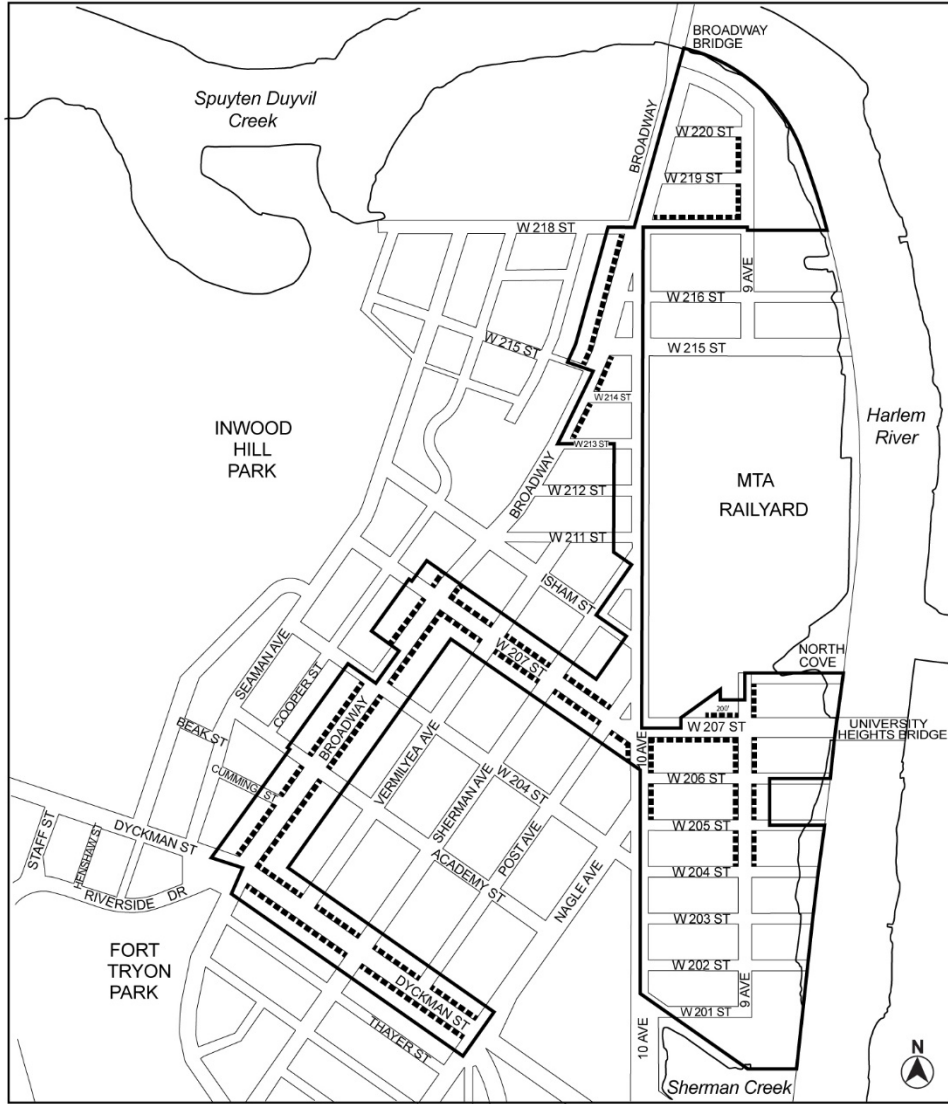 BROADWAY
BRIDGE
Spuyten Duyvil
Creek
BROADWAY
W 220 ST
W 219 ST
W 218 ST
9 AVE
W 216 ST
W 215 ST
W 215 ST
W 214 ST
W 213 ST
INWOOD
HILL
PARK
Harlem
River
BROADWAY
MTA
RAILYARD
W 212 ST
W 211 ST
ISHAM ST
SEAMAN AVE
COOPER ST
W 207 ST
NORTH
COVE
200'
W 207 ST
UNIVERSITY
HEIGHTS BRIDGE
BEAK ST
BROADWAY
VERMILYEA AVE
10 AVE
CUMMING ST
SHERMAN AVE
W 204 ST
W 206 ST
DYCKMAN ST
STAFF ST
HENSHAW ST
POST AVE
W 205 ST
ACADEMY ST
W 204 ST
RIVERSIDE DR
NAGLE AVE
W 203 ST
FORT
TRYON
PARK
W 202 ST
DYCKMAN ST
9 AVE
W 201 ST
THAYER ST
10 AVE
N
Sherman Creek